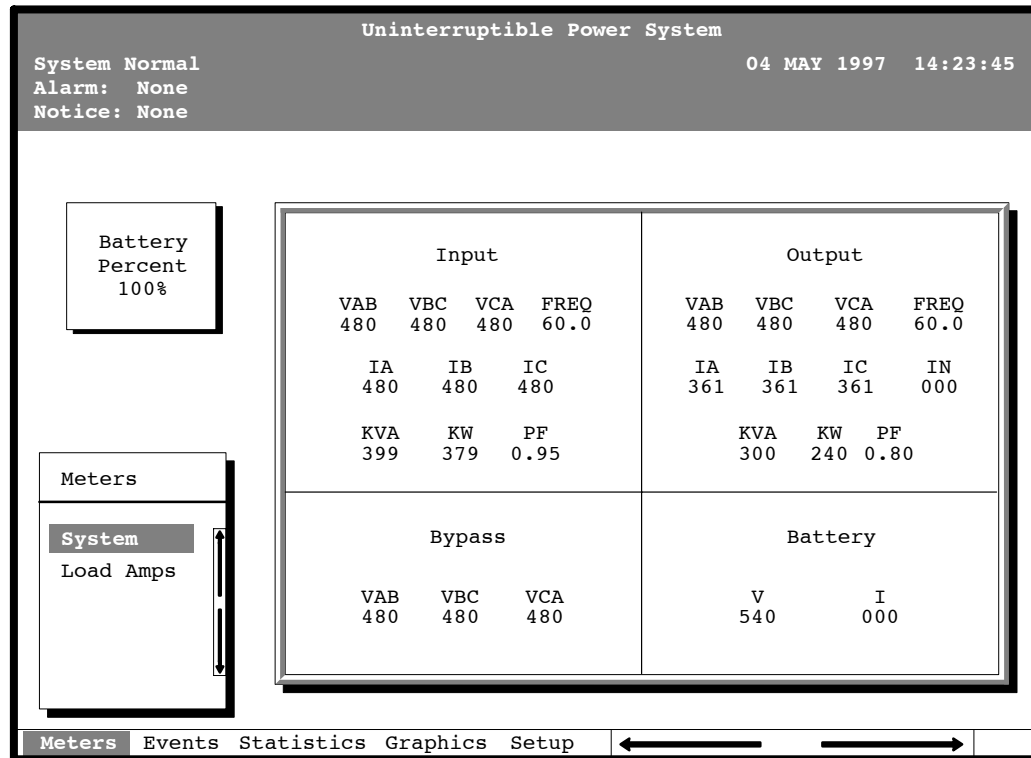 Uninterruptible Power System
System Normal 04 MAY 1997 14:23:45
Alarm: None
Notice: None
Battery
Percent
100%
Input
VAB VBC VCA FREQ
480 480 480 60.0
IA IB IC
480 480 480
KVA KW PF
399 379 0.95
Output
VAB VBC VCA FREQ
480 480 480 60.0
IA IB IC IN
361 361 361 000
KVA KW PF
300 240 0.80
Meters
System
Load Amps
Bypass
VAB VBC VCA
480 480 480
Battery
V I
540 000
Meters Events Statistics Graphics Setup